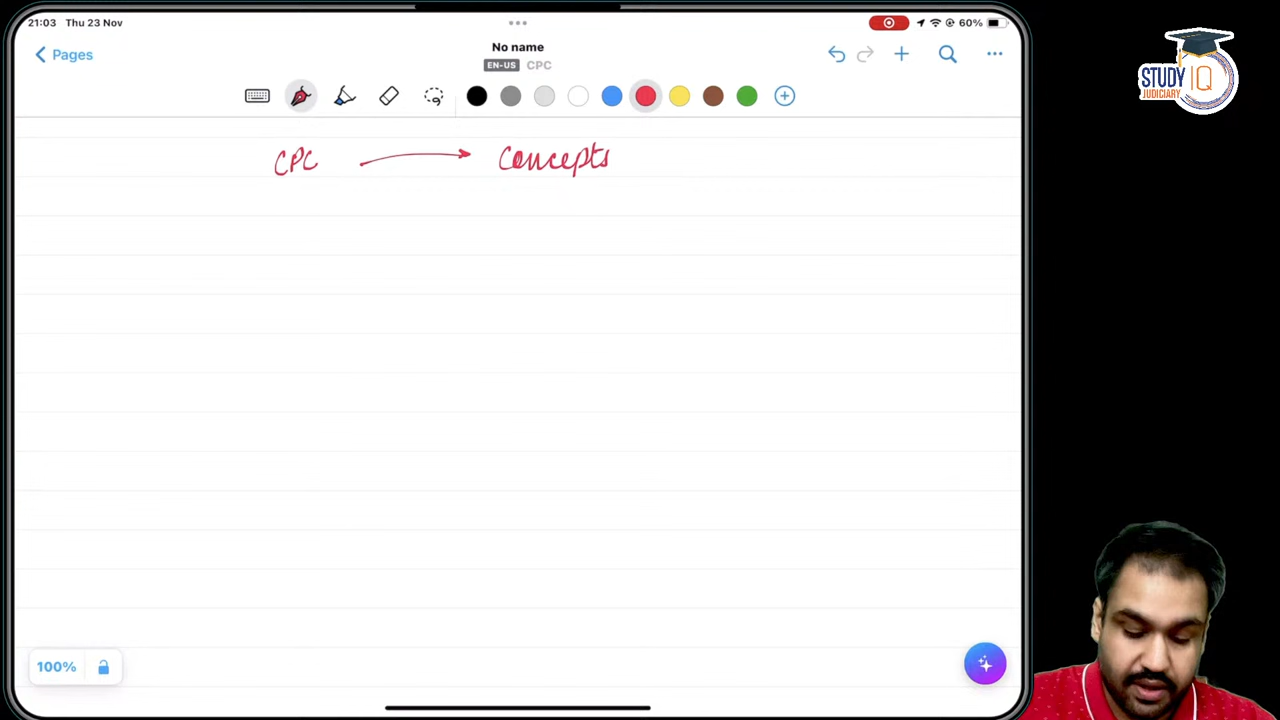 21:03 Thu 23 Nov
60%
Pages
No name
EN-US CPC
STUDY IQ
JUDICIARY
CPC → Concepts
100%